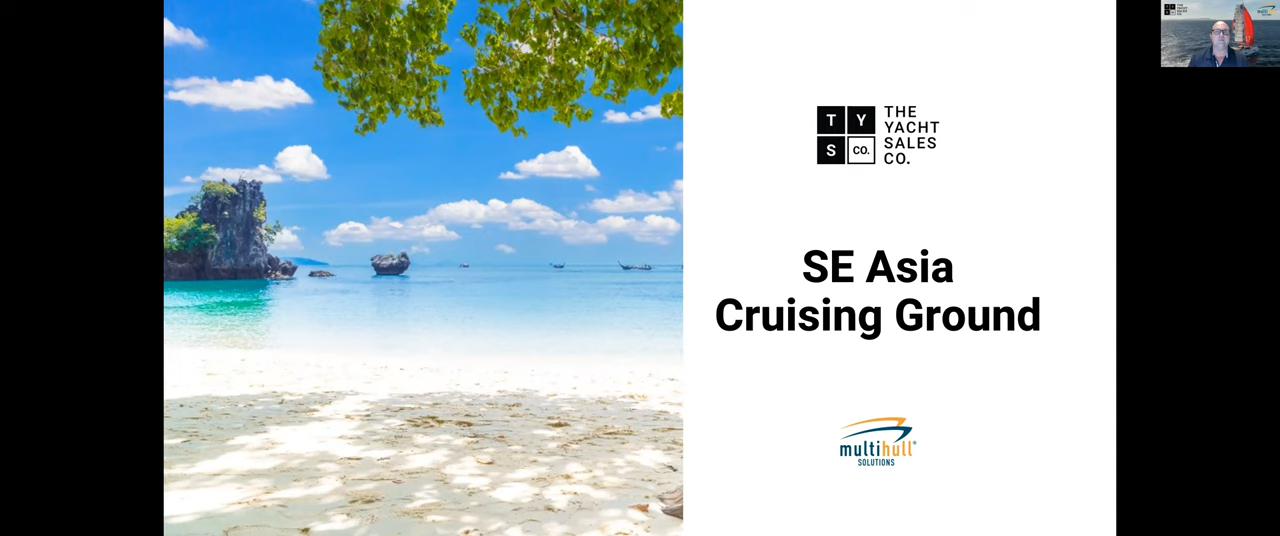 T Y
S CO.
THE
YACHT
SALES
CO.
SE Asia
Cruising Ground
multihull®
SOLUTIONS